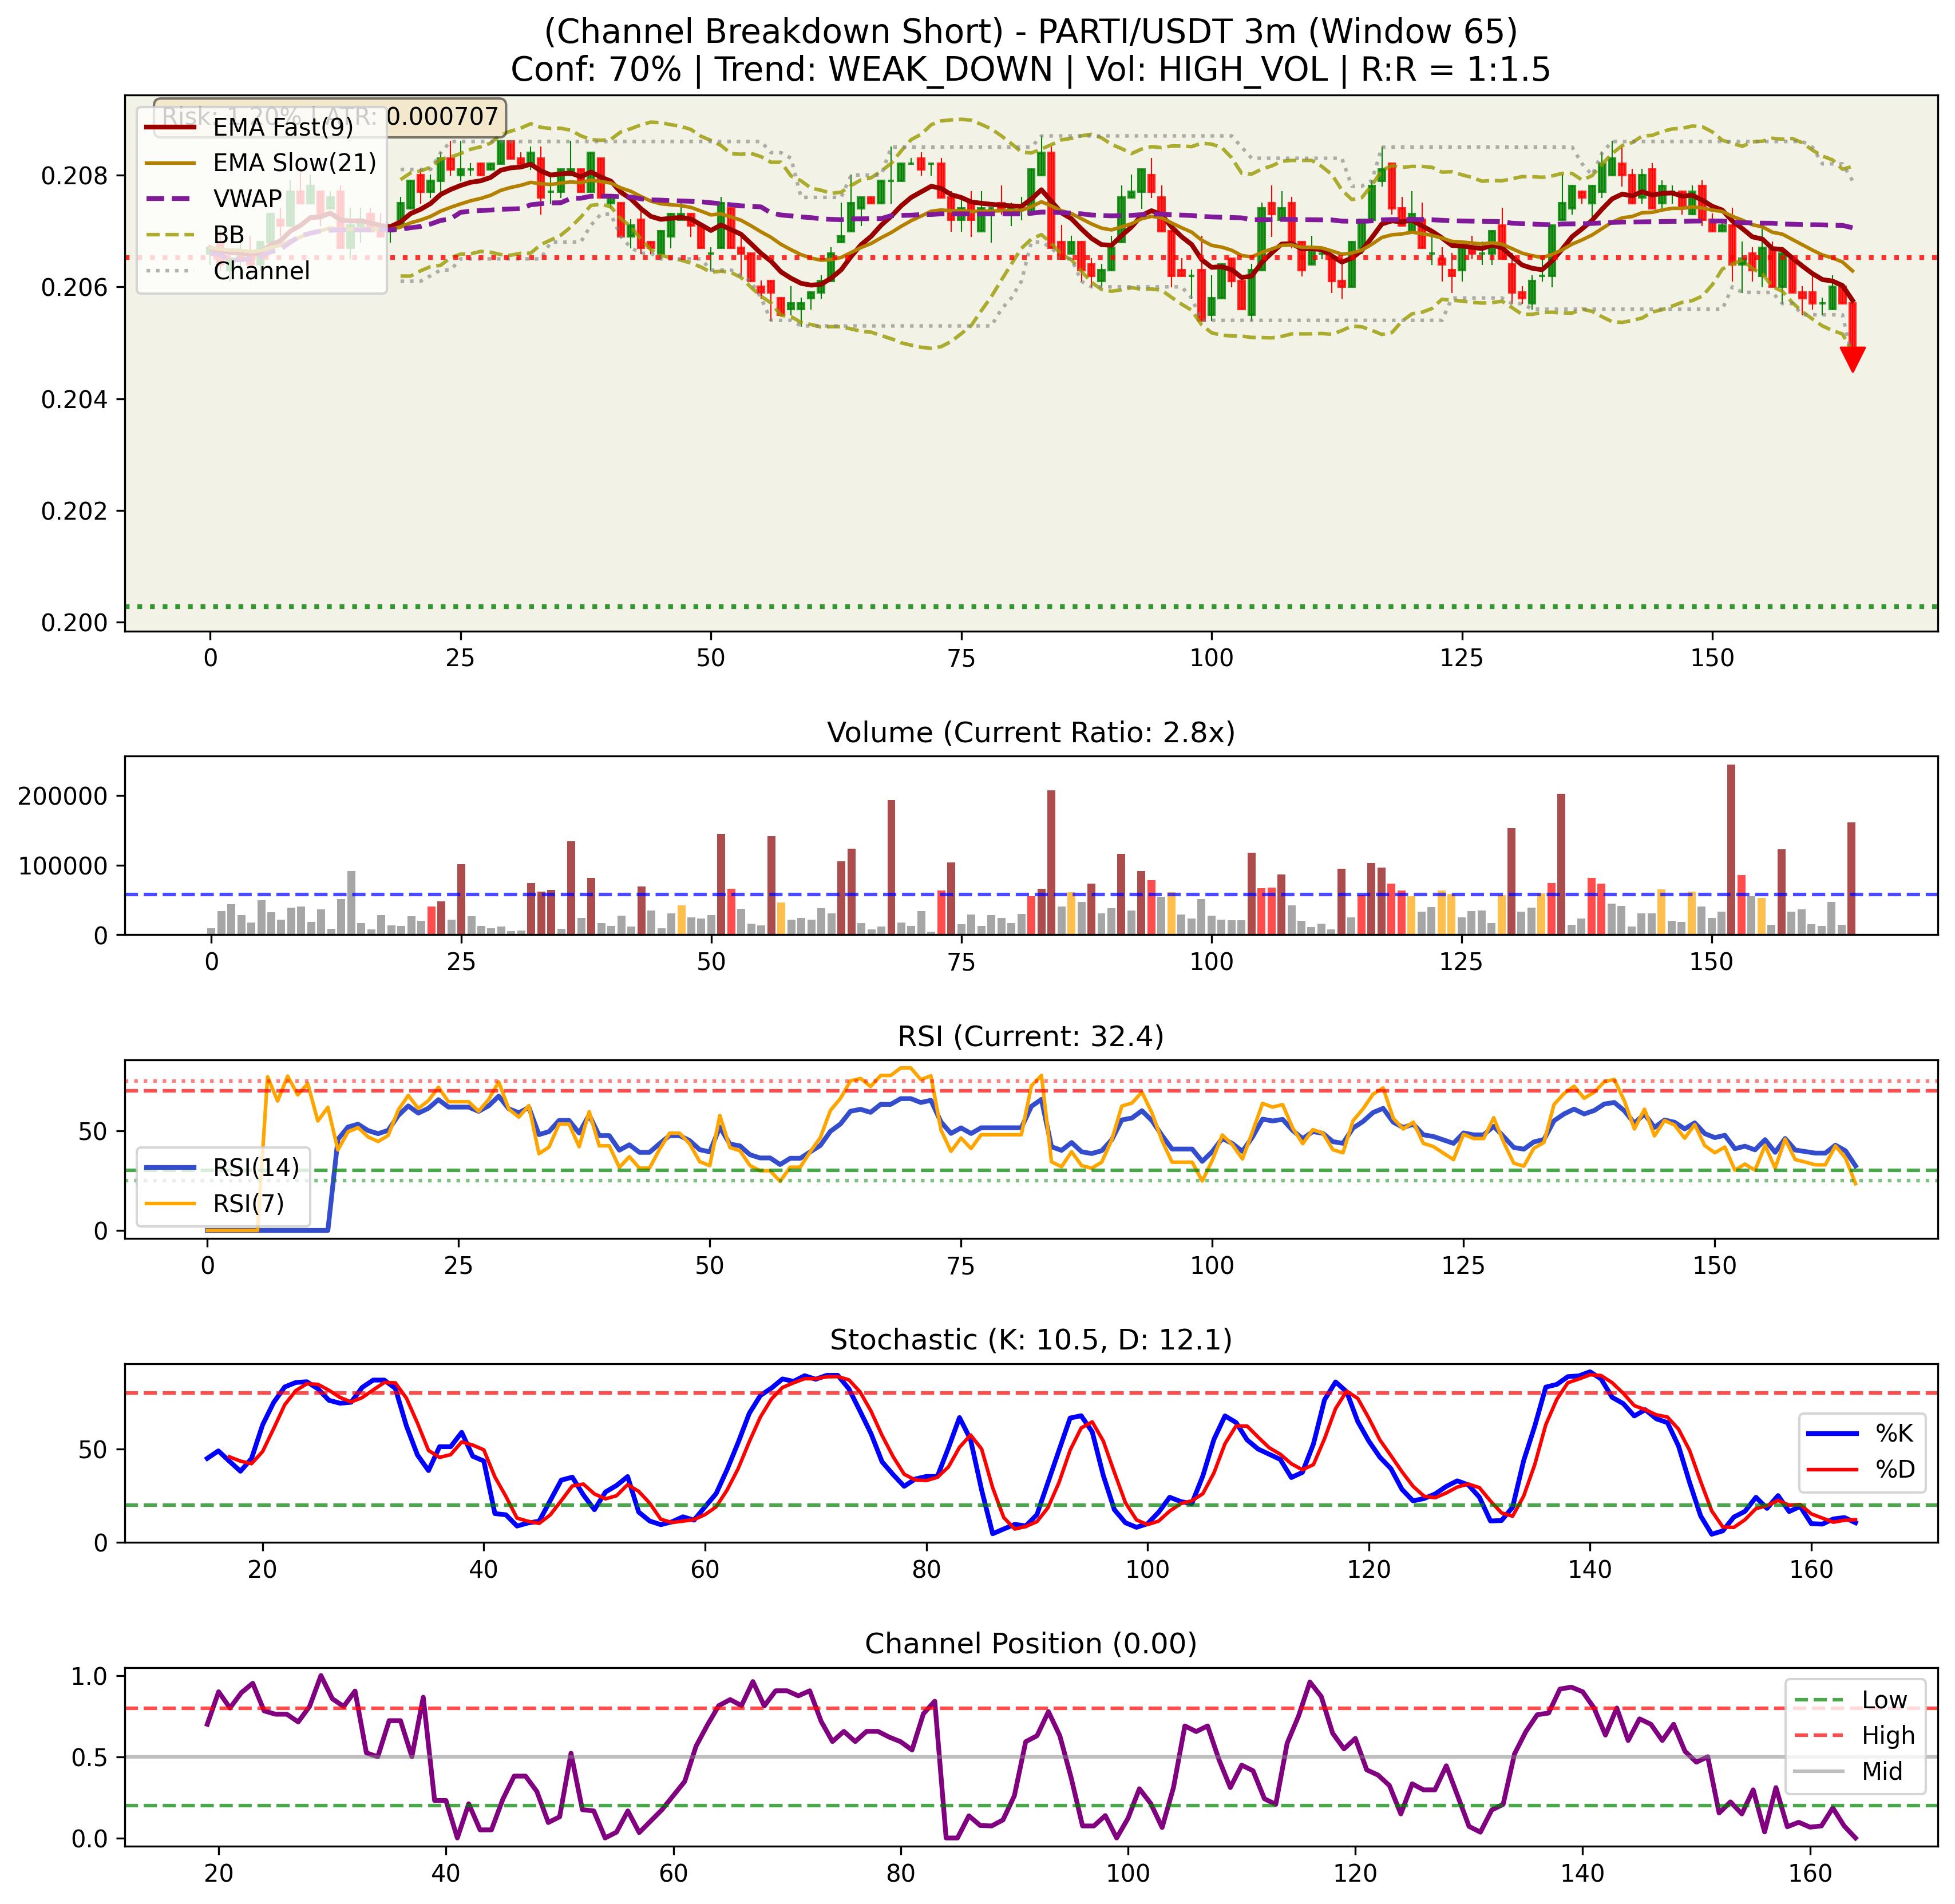 (Channel Breakdown Short) - PARTI/USDT 3m (Window 65)
Conf: 70% | Trend: WEAK_DOWN | Vol: HIGH_VOL | R:R = 1:1.5
Risk: 1.20% | ATR: 0.000707
EMA Fast(9)
EMA Slow(21)
VWAP
BB
Channel
0.208
0.206
0.204
0.202
0.200
0 25 50 75 100 125 150
Volume (Current Ratio: 2.8x)
200000
100000
0
0 25 50 75 100 125 150
RSI (Current: 32.4)
50
0
RSI(14)
RSI(7)
0 25 50 75 100 125 150
Stochastic (K: 10.5, D: 12.1)
50
0
%K
%D
20 40 60 80 100 120 140 160
Channel Position (0.00)
1.0
0.5
0.0
Low
High
Mid
20 40 60 80 100 120 140 160